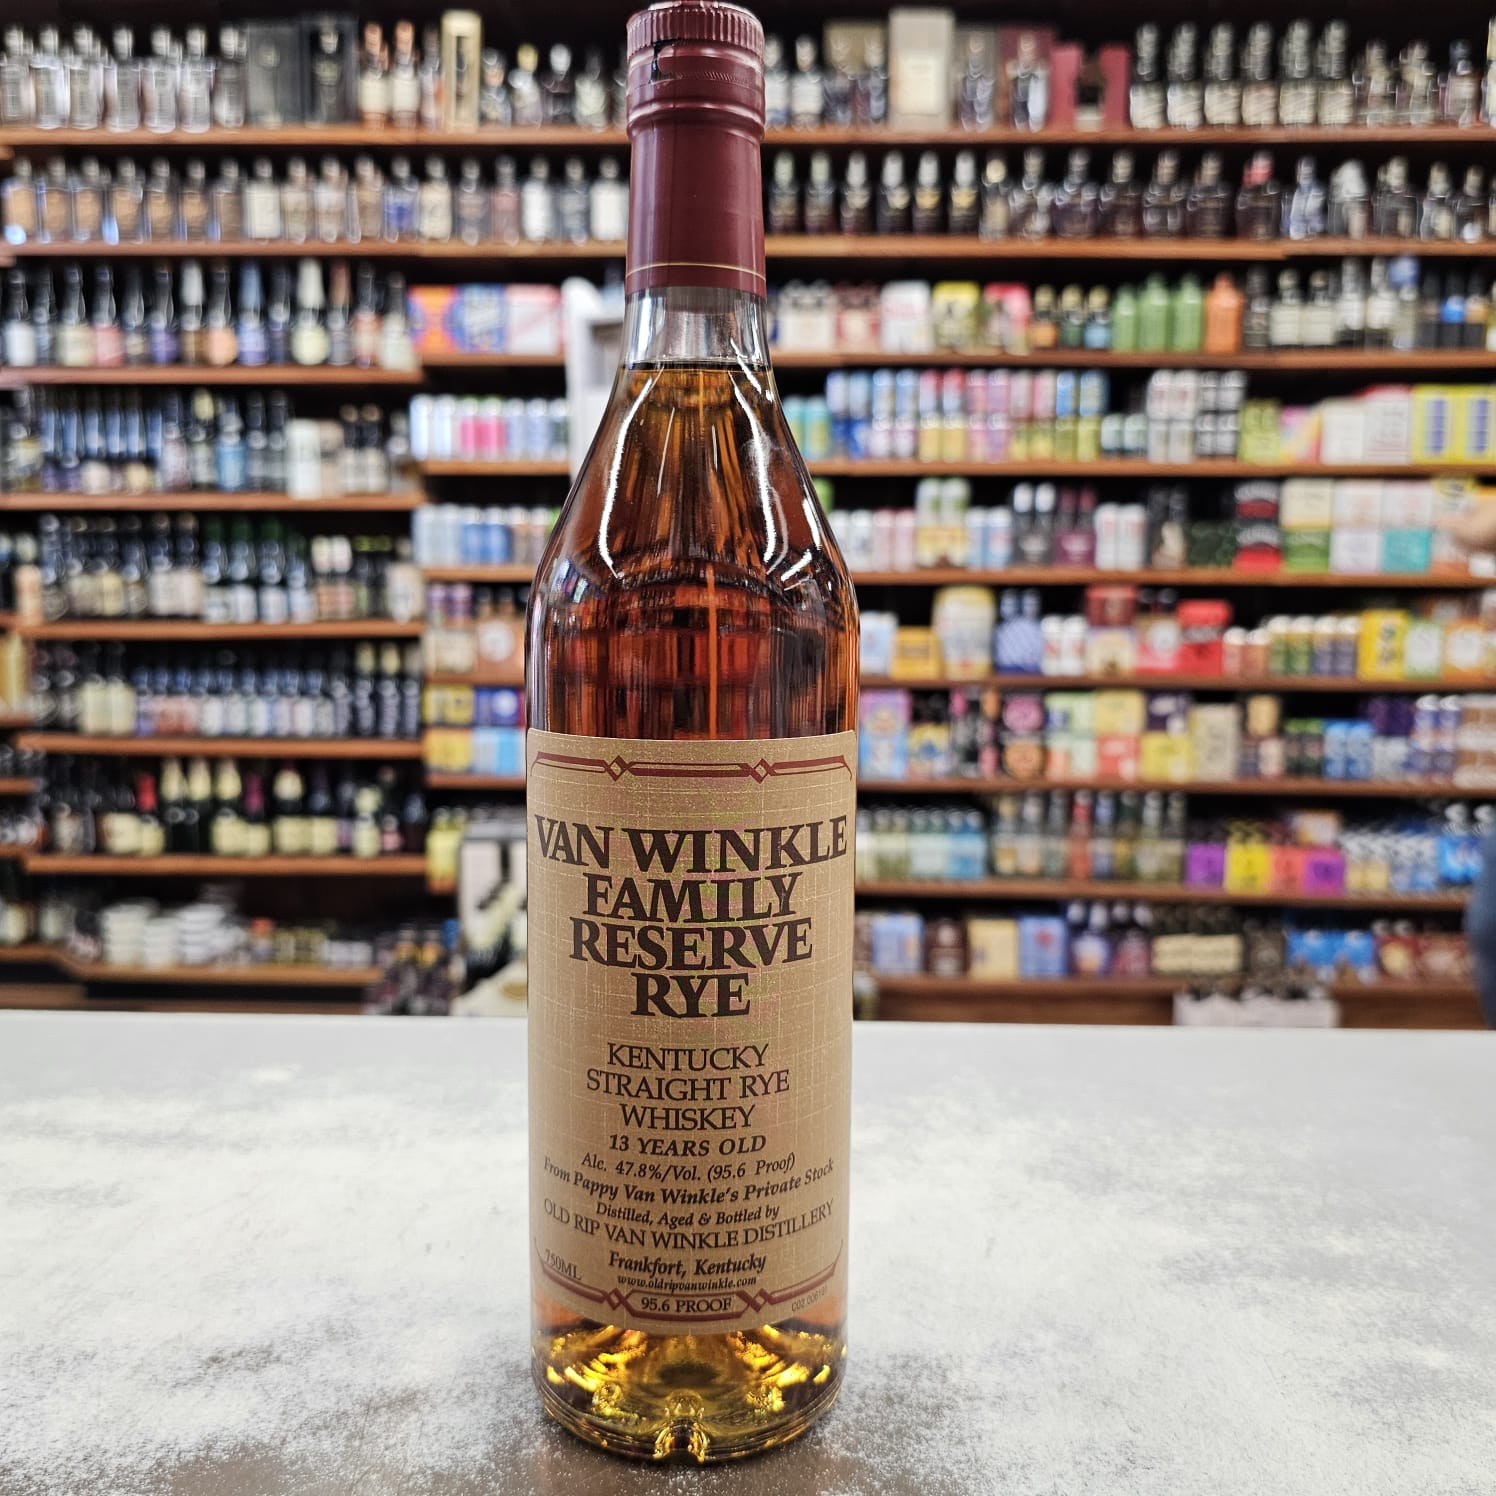 VAN WINKLE
FAMILY
RESERVE
RYE
KENTUCKY
STRAIGHT RYE
WHISKEY
13 YEARS OLD
Alc. 47.8%/Vol. (95.6 Proof)
From Pappy Van Winkle's Private Stock
Distilled, Aged & Bottled by
OLD RIP VAN WINKLE DISTILLERY
750ML
Frankfort, Kentucky
www.oldripvanwinkle.com
95.6 PROOF